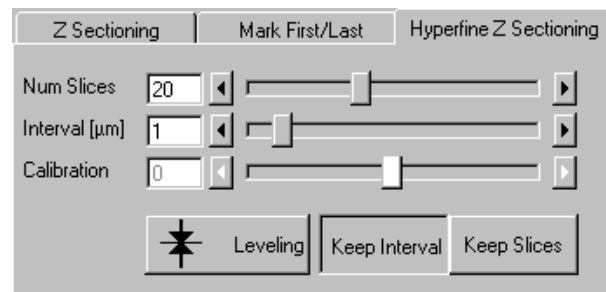 Z Sectioning Mark First/Last Hyperfine Z Sectioning
Num Slices 20
Interval [µm] 1
Calibration 0
Leveling Keep Interval Keep Slices